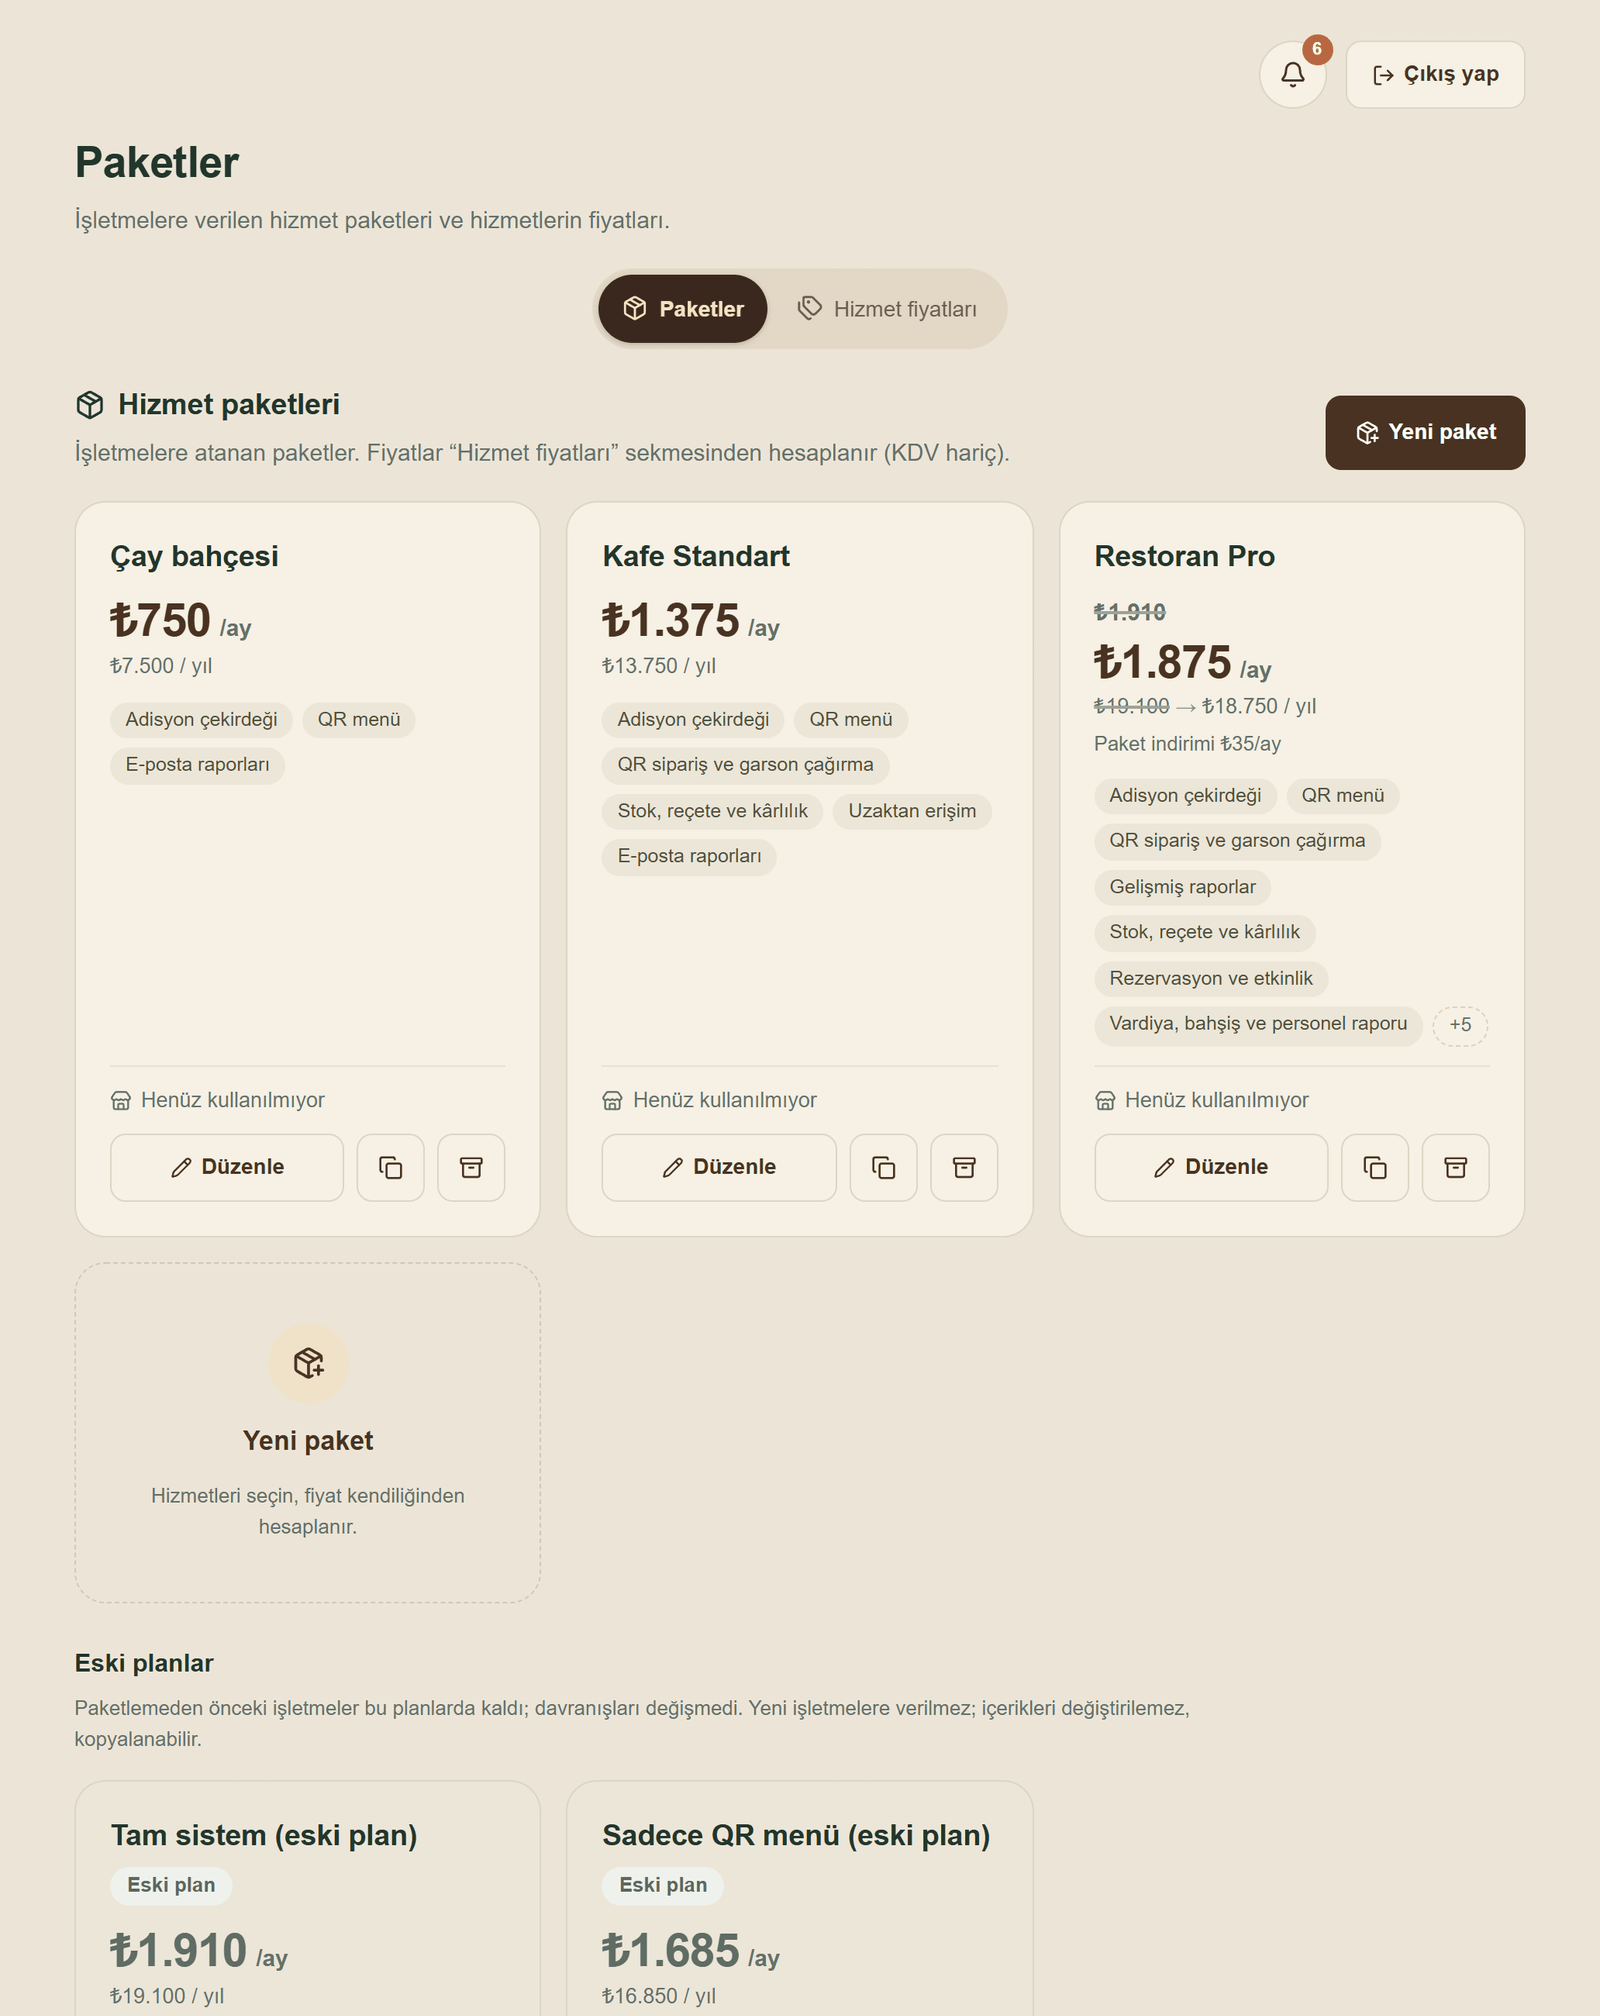 6
Çıkış yap
Paketler
İşletmelere verilen hizmet paketleri ve hizmetlerin fiyatları.
Paketler
Hizmet fiyatları
Hizmet paketleri
İşletmelere atanan paketler. Fiyatlar “Hizmet fiyatları” sekmesinden hesaplanır (KDV hariç).
Yeni paket
Çay bahçesi
₺750 /ay
₺7.500 / yıl
Adisyon çekirdeği
QR menü
E-posta raporları
Henüz kullanılmıyor
Düzenle
Kafe Standart
₺1.375 /ay
₺13.750 / yıl
Adisyon çekirdeği
QR menü
QR sipariş ve garson çağırma
Stok, reçete ve kârlılık
Uzaktan erişim
E-posta raporları
Henüz kullanılmıyor
Düzenle
Restoran Pro
₺1.910
₺1.875 /ay
₺19.100 → ₺18.750 / yıl
Paket indirimi ₺35/ay
Adisyon çekirdeği
QR menü
QR sipariş ve garson çağırma
Gelişmiş raporlar
Stok, reçete ve kârlılık
Rezervasyon ve etkinlik
Vardiya, bahşiş ve personel raporu
+5
Henüz kullanılmıyor
Düzenle
Yeni paket
Hizmetleri seçin, fiyat kendiliğinden
hesaplanır.
Eski planlar
Paketlemeden önceki işletmeler bu planlarda kaldı; davranışları değişmedi. Yeni işletmelere verilmez; içerikleri değiştirilemez,
kopyalanabilir.
Tam sistem (eski plan)
Eski plan
₺1.910 /ay
₺19.100 / yıl
Sadece QR menü (eski plan)
Eski plan
₺1.685 /ay
₺16.850 / yıl